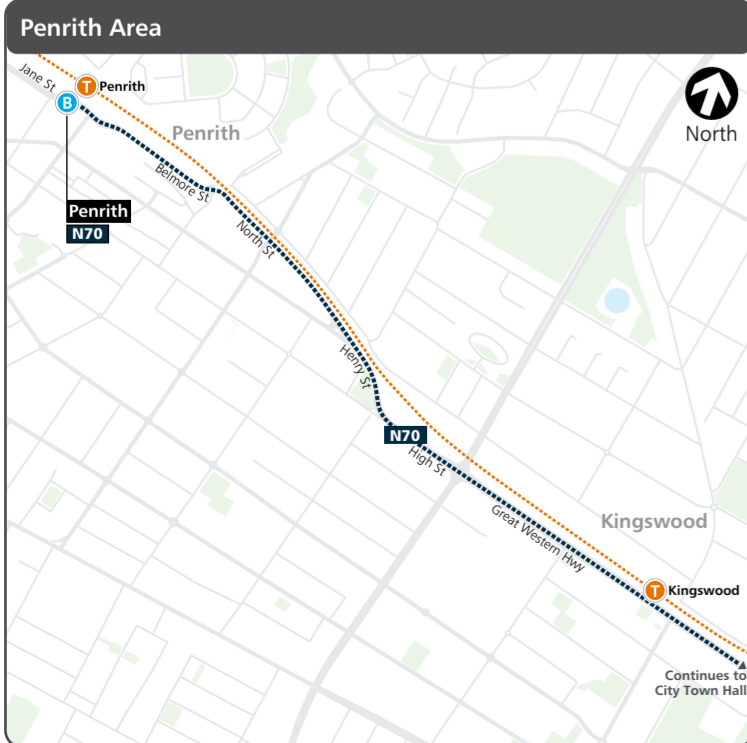 Penrith Area
Jane St
T
Penrith
B
Penrith
North
Belmore St
Penrith
N70
North St
Henry St
N70
High St
Great Western Hwy
Kingswood
T
Kingswood
Continues to
City Town Hall